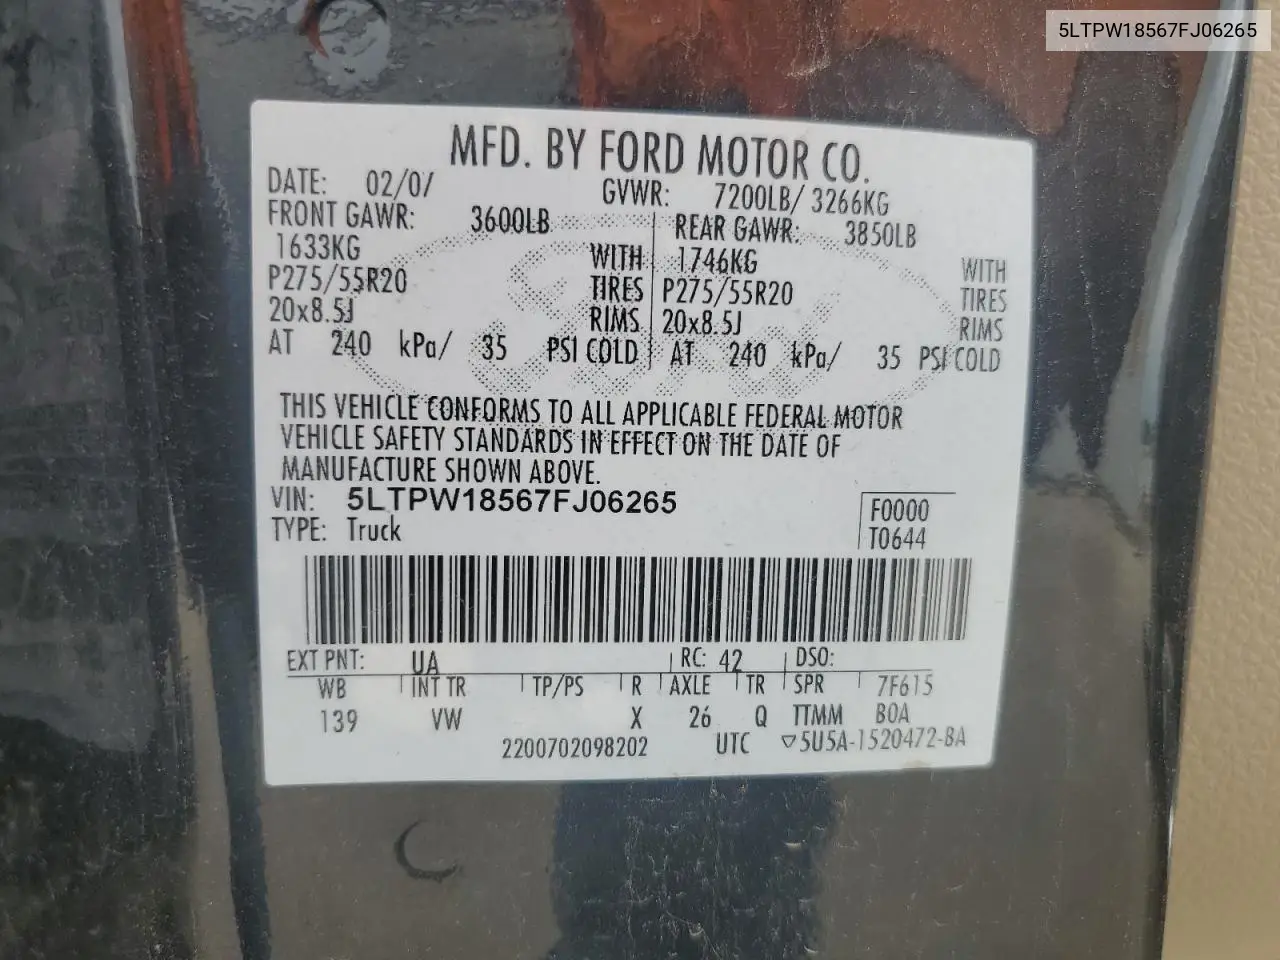 5LTPW18567FJ06265
MFD. BY FORD MOTOR CO.
DATE: 02/07 GVWR: 7200LB/ 3266KG
FRONT GAWR: 3600LB REAR GAWR: 3850LB
1633KG WITH 1746KG WITH
P275/55R20 TIRES P275/55R20 TIRES
20x8.5J RIMS 20x8.5J RIMS
AT 240 kPa/ 35 PSI COLD AT 240 kPa/ 35 PSI COLD
THIS VEHICLE CONFORMS TO ALL APPLICABLE FEDERAL MOTOR
VEHICLE SAFETY STANDARDS IN EFFECT ON THE DATE OF
MANUFACTURE SHOWN ABOVE.
VIN: 5LTPW18567FJ06265 F0000
TYPE: Truck T0644
EXT PNT: UA RC: 42 DSO:
WB INT TR TP/PS R AXLE TR SPR 7F615
139 VW X 26 Q TTMM B0A
2200702098202 UTC ▽5U5A-1520472-BA